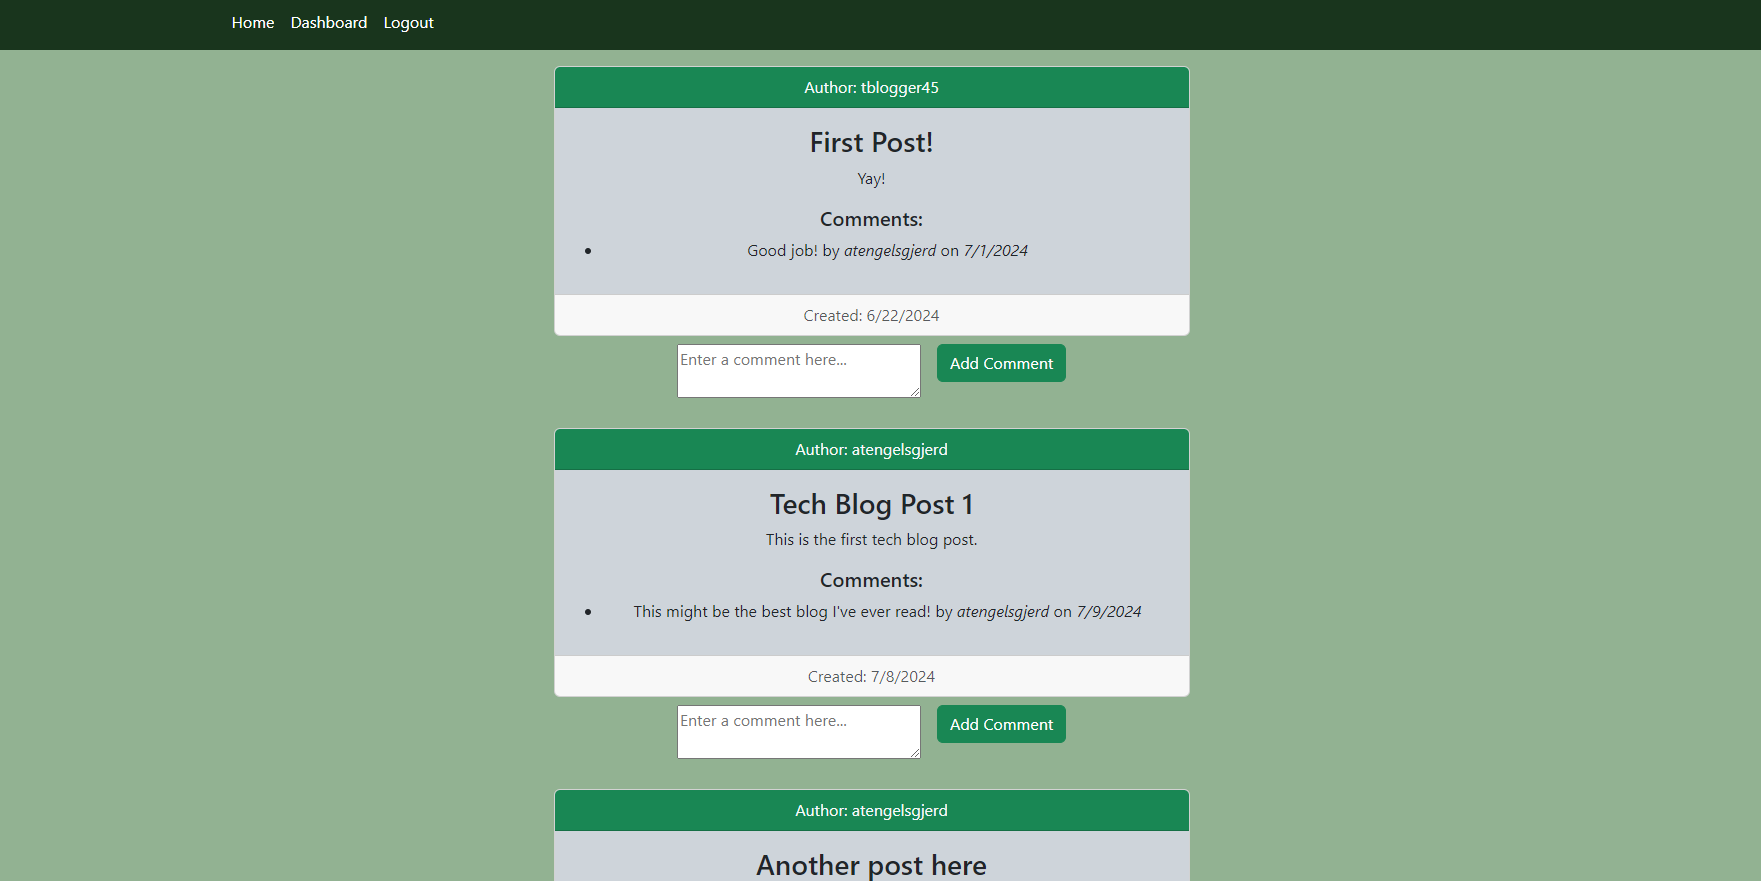 Home Dashboard Logout
Author: tblogger45
First Post!
Yay!
Comments:
• Good job! by atengelsgjerd on 7/1/2024
Created: 6/22/2024
Enter a comment here... Add Comment
Author: atengelsgjerd
Tech Blog Post 1
This is the first tech blog post.
Comments:
• This might be the best blog I've ever read! by atengelsgjerd on 7/9/2024
Created: 7/8/2024
Enter a comment here... Add Comment
Author: atengelsgjerd
Another post here